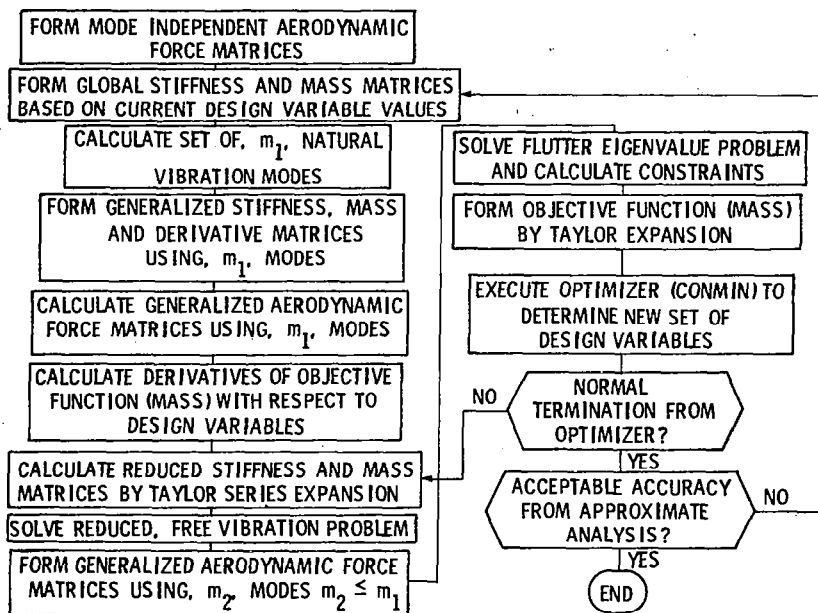 FORM MODE INDEPENDENT AERODYNAMIC
FORCE MATRICES
FORM GLOBAL STIFFNESS AND MASS MATRICES
BASED ON CURRENT DESIGN VARIABLE VALUES
CALCULATE SET OF, m₁, NATURAL
VIBRATION MODES
FORM GENERALIZED STIFFNESS, MASS
AND DERIVATIVE MATRICES
USING, m₁, MODES
CALCULATE GENERALIZED AERODYNAMIC
FORCE MATRICES USING, m₁, MODES
CALCULATE DERIVATIVES OF OBJECTIVE
FUNCTION (MASS) WITH RESPECT TO
DESIGN VARIABLES
CALCULATE REDUCED STIFFNESS AND MASS
MATRICES BY TAYLOR SERIES EXPANSION
SOLVE REDUCED, FREE VIBRATION PROBLEM
FORM GENERALIZED AERODYNAMIC FORCE
MATRICES USING, m₂, MODES m₂ ≤ m₁
SOLVE FLUTTER EIGENVALUE PROBLEM
AND CALCULATE CONSTRAINTS
FORM OBJECTIVE FUNCTION (MASS)
BY TAYLOR EXPANSION
EXECUTE OPTIMIZER (CONMIN) TO
DETERMINE NEW SET OF
DESIGN VARIABLES
NO
NORMAL
TERMINATION FROM
OPTIMIZER?
YES
ACCEPTABLE ACCURACY
FROM APPROXIMATE
ANALYSIS?
NO
YES
END